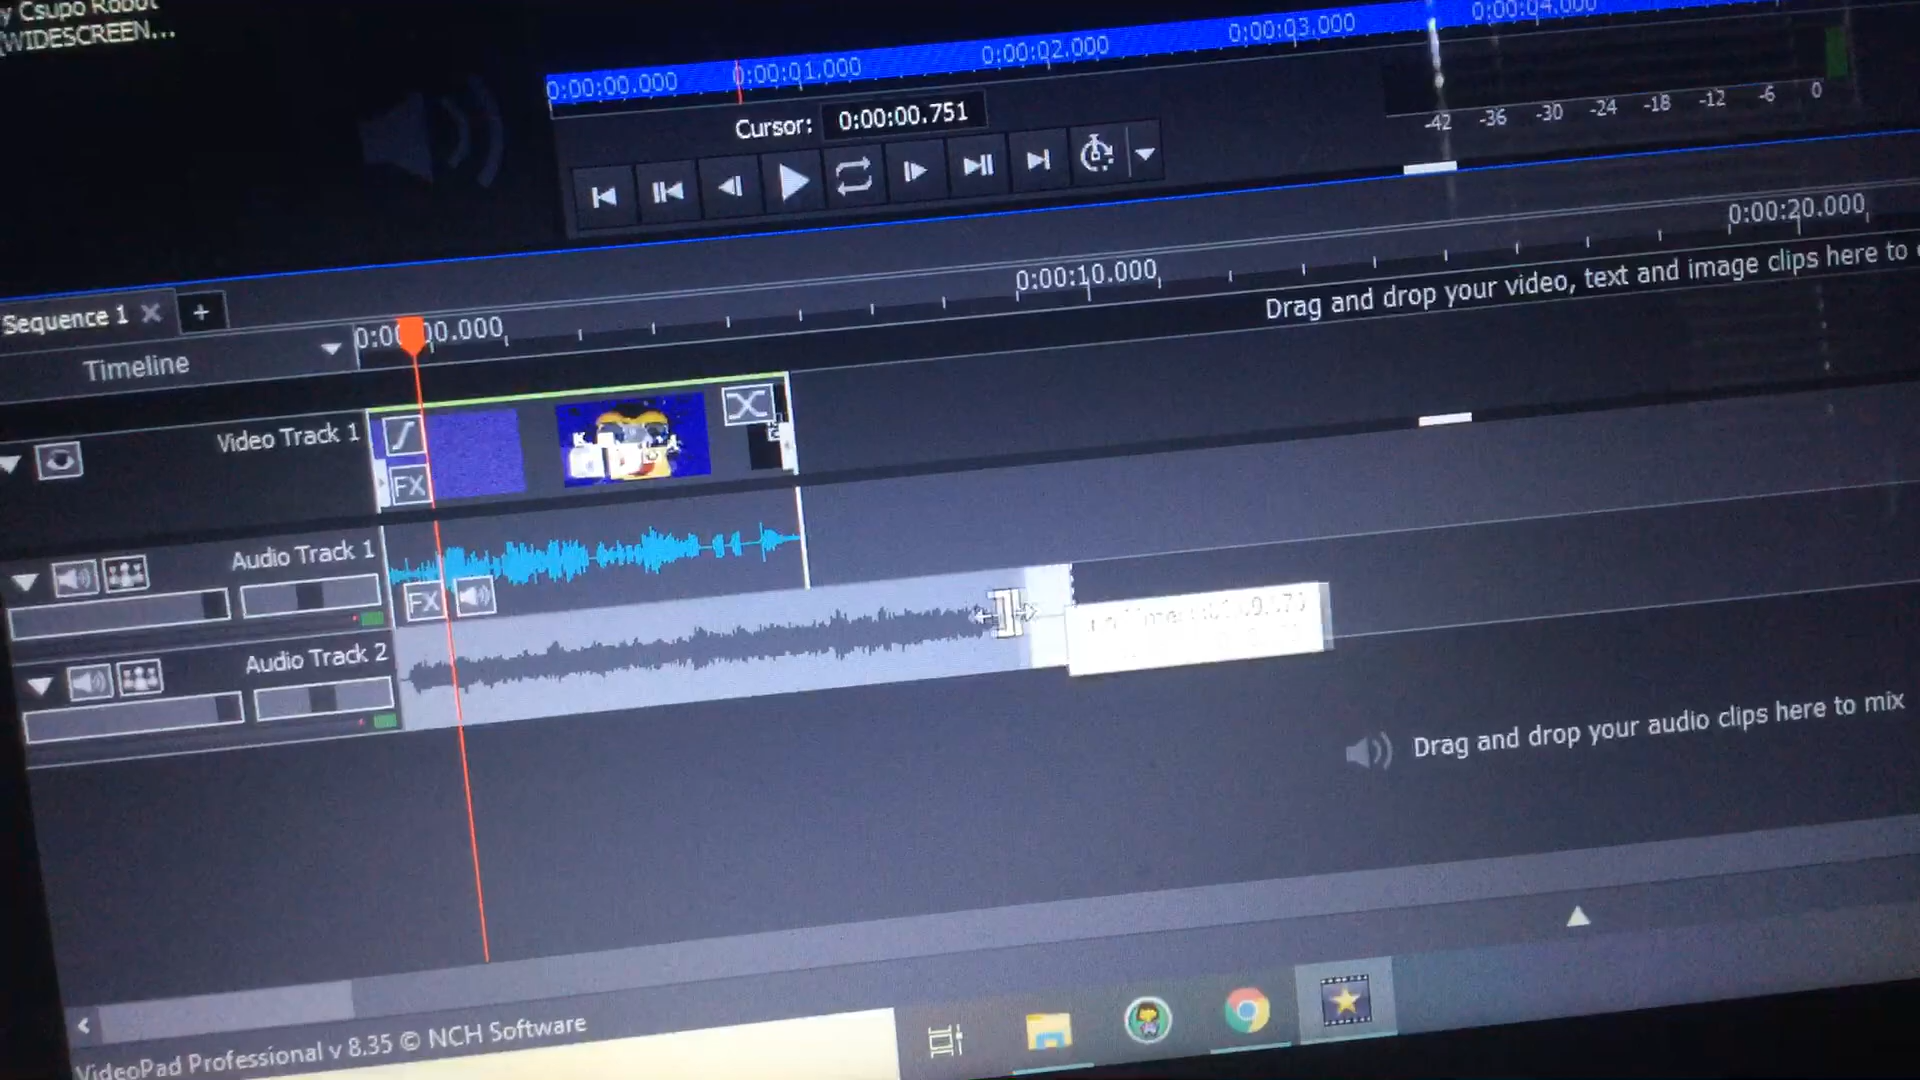 y Csupo Robot
[WIDESCREEN...
0:00:00.000 0:00:01.000 0:00:02.000 0:00:03.000 0:00:04.000
Cursor: 0:00:00.751
-42 -36 -30 -24 -18 -12 -6 0
Sequence 1
Timeline
0:00:00.000 0:00:10.000 0:00:20.000
Drag and drop your video, text and image clips here to
Video Track 1
FX
Audio Track 1
FX
Audio Track 2
Drag and drop your audio clips here to mix
VideoPad Professional v 8.35 © NCH Software